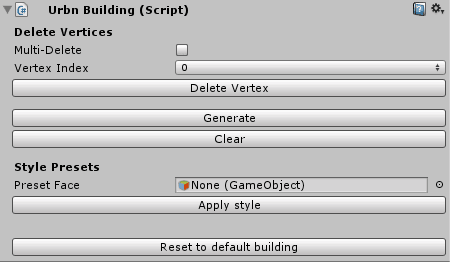 Urbn Building (Script)
Delete Vertices
Multi-Delete
Vertex Index 0
Delete Vertex
Generate
Clear
Style Presets
Preset Face None (GameObject)
Apply style
Reset to default building